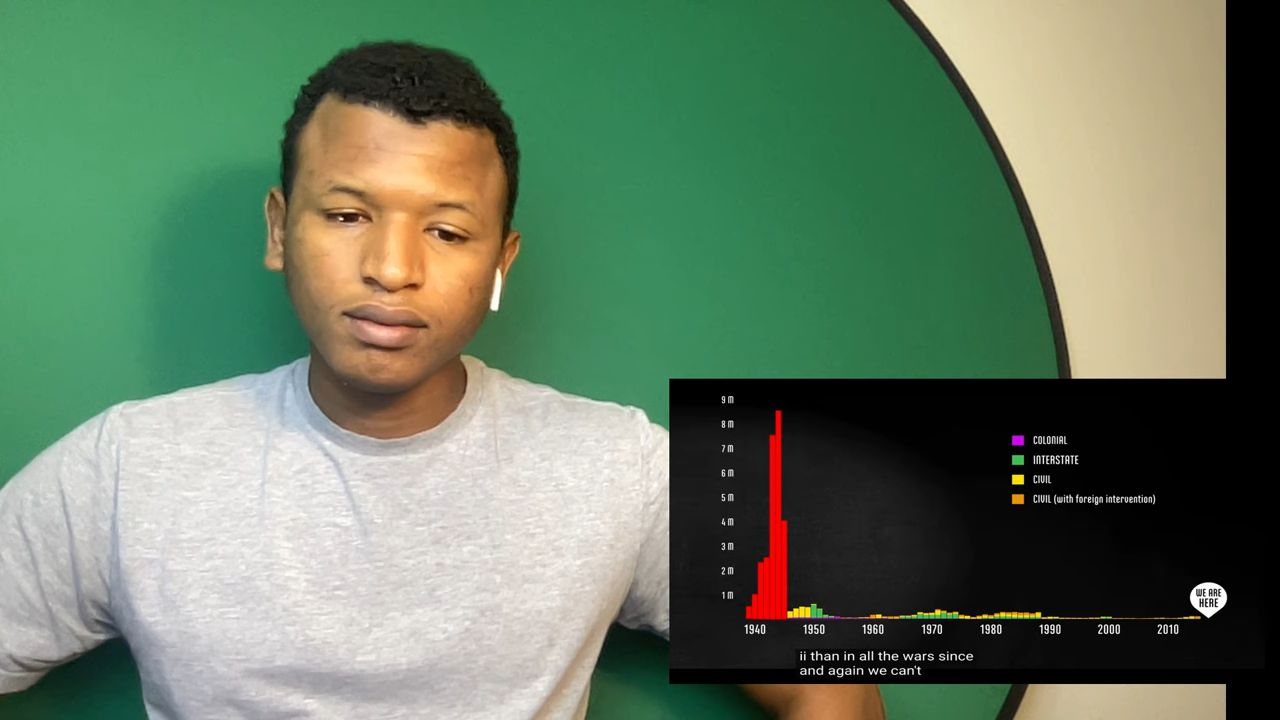 9 M
8 M
7 M
6 M
5 M
4 M
3 M
2 M
1 M
COLONIAL
INTERSTATE
CIVIL
CIVIL (with foreign intervention)
WE ARE
HERE
1940 1950 1960 1970 1980 1990 2000 2010
ii than in all the wars since
and again we can't